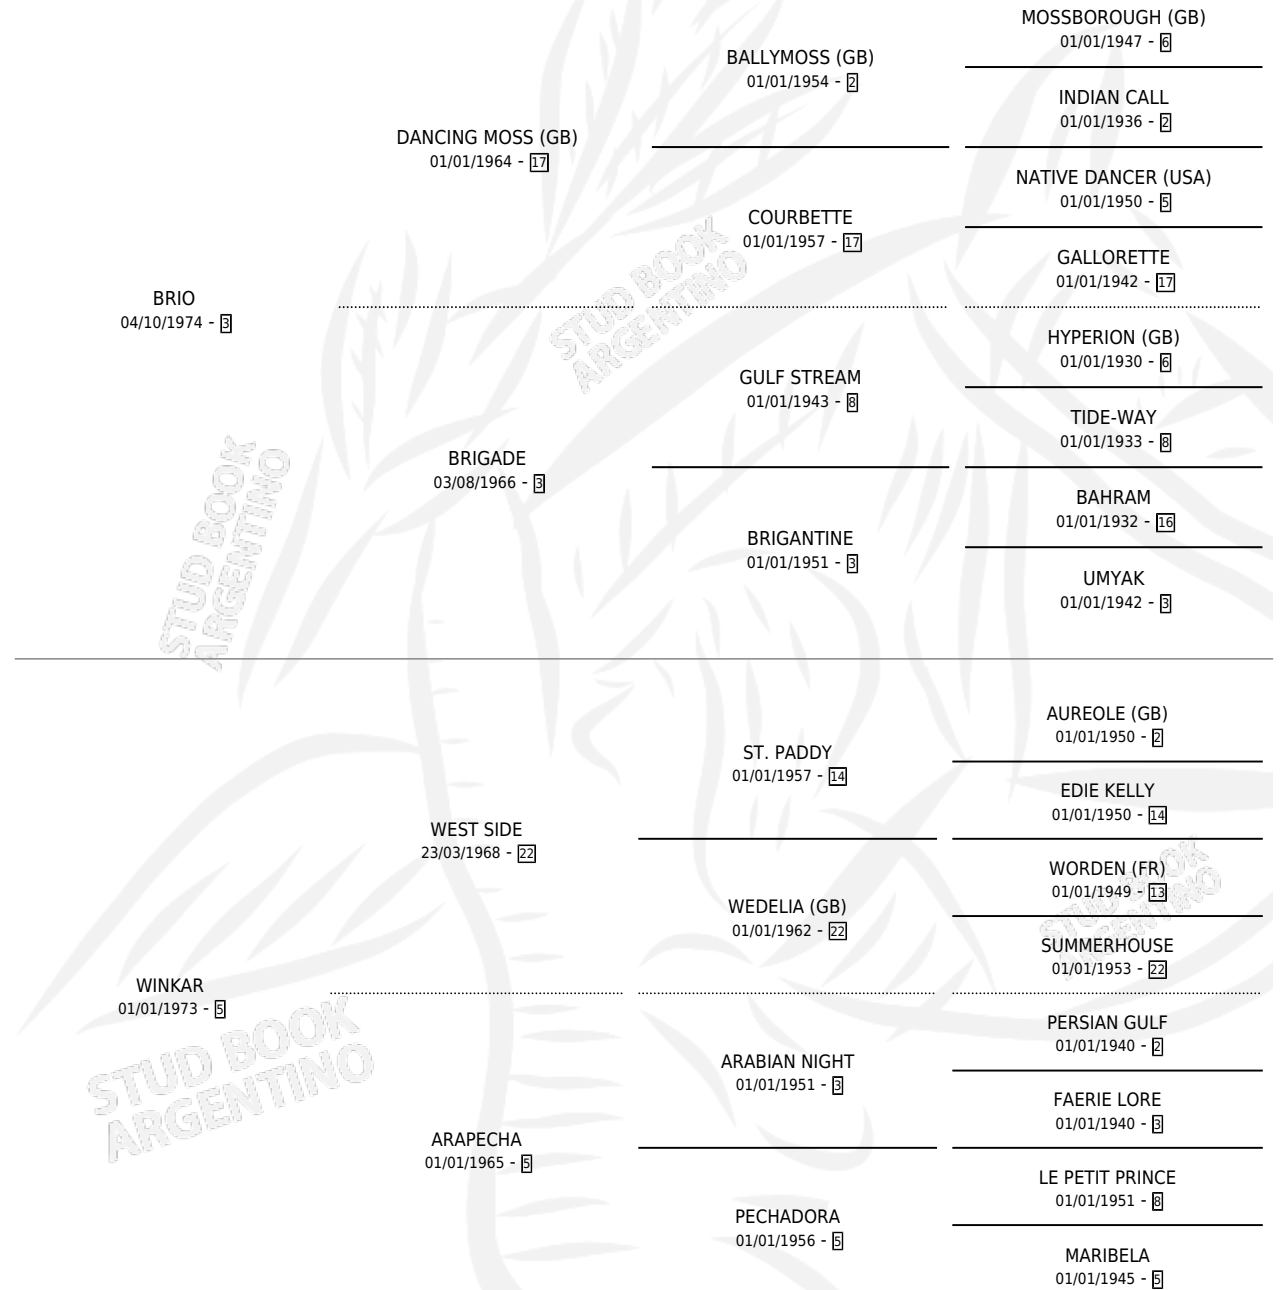 MOSSBOROUGH (GB)
01/01/1947 - 6
BALLYMOSS (GB)
01/01/1954 - 2
INDIAN CALL
01/01/1936 - 2
DANCING MOSS (GB)
01/01/1964 - 17
NATIVE DANCER (USA)
01/01/1950 - 5
COURBETTE
01/01/1957 - 17
GALLORETTE
01/01/1942 - 17
BRIO
04/10/1974 - 3
HYPERION (GB)
01/01/1930 - 6
GULF STREAM
01/01/1943 - 8
TIDE-WAY
01/01/1933 - 8
BRIGADE
03/08/1966 - 3
BAHRAM
01/01/1932 - 16
BRIGANTINE
01/01/1951 - 3
UMYAK
01/01/1942 - 3
STUD BOOK
ARGENTINO
STUD BOOK
ARGENTINO
AUREOLE (GB)
01/01/1950 - 2
ST. PADDY
01/01/1957 - 14
EDIE KELLY
01/01/1950 - 14
WEST SIDE
23/03/1968 - 22
WORDEN (FR)
01/01/1949 - 13
WEDELIA (GB)
01/01/1962 - 22
SUMMERHOUSE
01/01/1953 - 22
STUD BOOK
ARGENTINO
WINKAR
01/01/1973 - 5
PERSIAN GULF
01/01/1940 - 2
ARABIAN NIGHT
01/01/1951 - 3
FAERIE LORE
01/01/1940 - 3
STUD BOOK
ARGENTINO
ARAPECHA
01/01/1965 - 5
LE PETIT PRINCE
01/01/1951 - 8
PECHADORA
01/01/1956 - 5
MARIBELA
01/01/1945 - 5